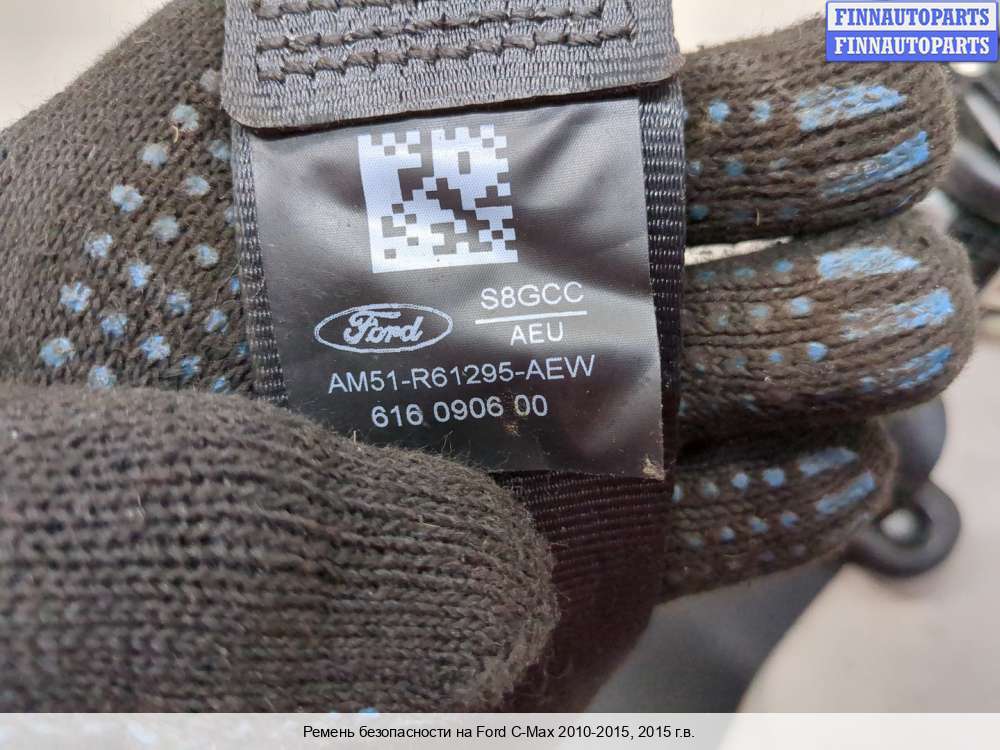 FINNAUTOPARTS
FINNAUTOPARTS
S8GCC
Ford
AEU
AM51-R61295-AEW
616 0906 00
Ремень безопасности на Ford C-Max 2010-2015, 2015 г.в.